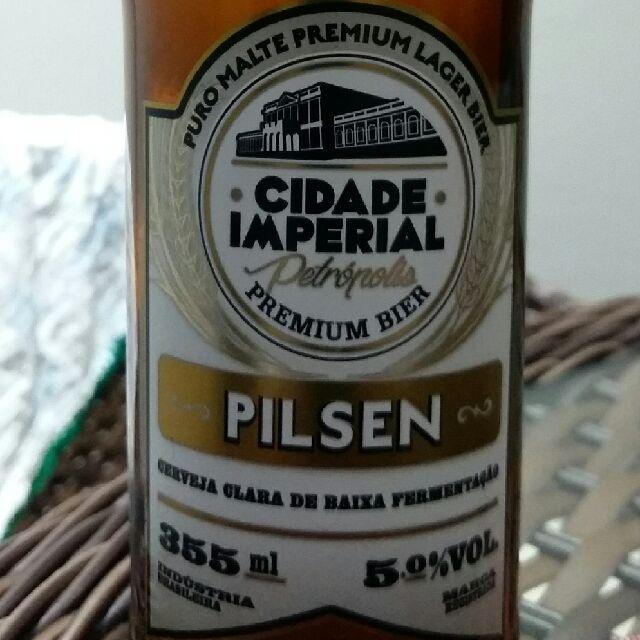 PURO MALTE PREMIUM LAGER BIER
CIDADE
IMPERIAL
Petrópolis
PREMIUM BIER
PILSEN
CERVEJA CLARA DE BAIXA FERMENTAÇÃO
355 ml
5.0%VOL
INDÚSTRIA
BRASILEIRA
MARCA